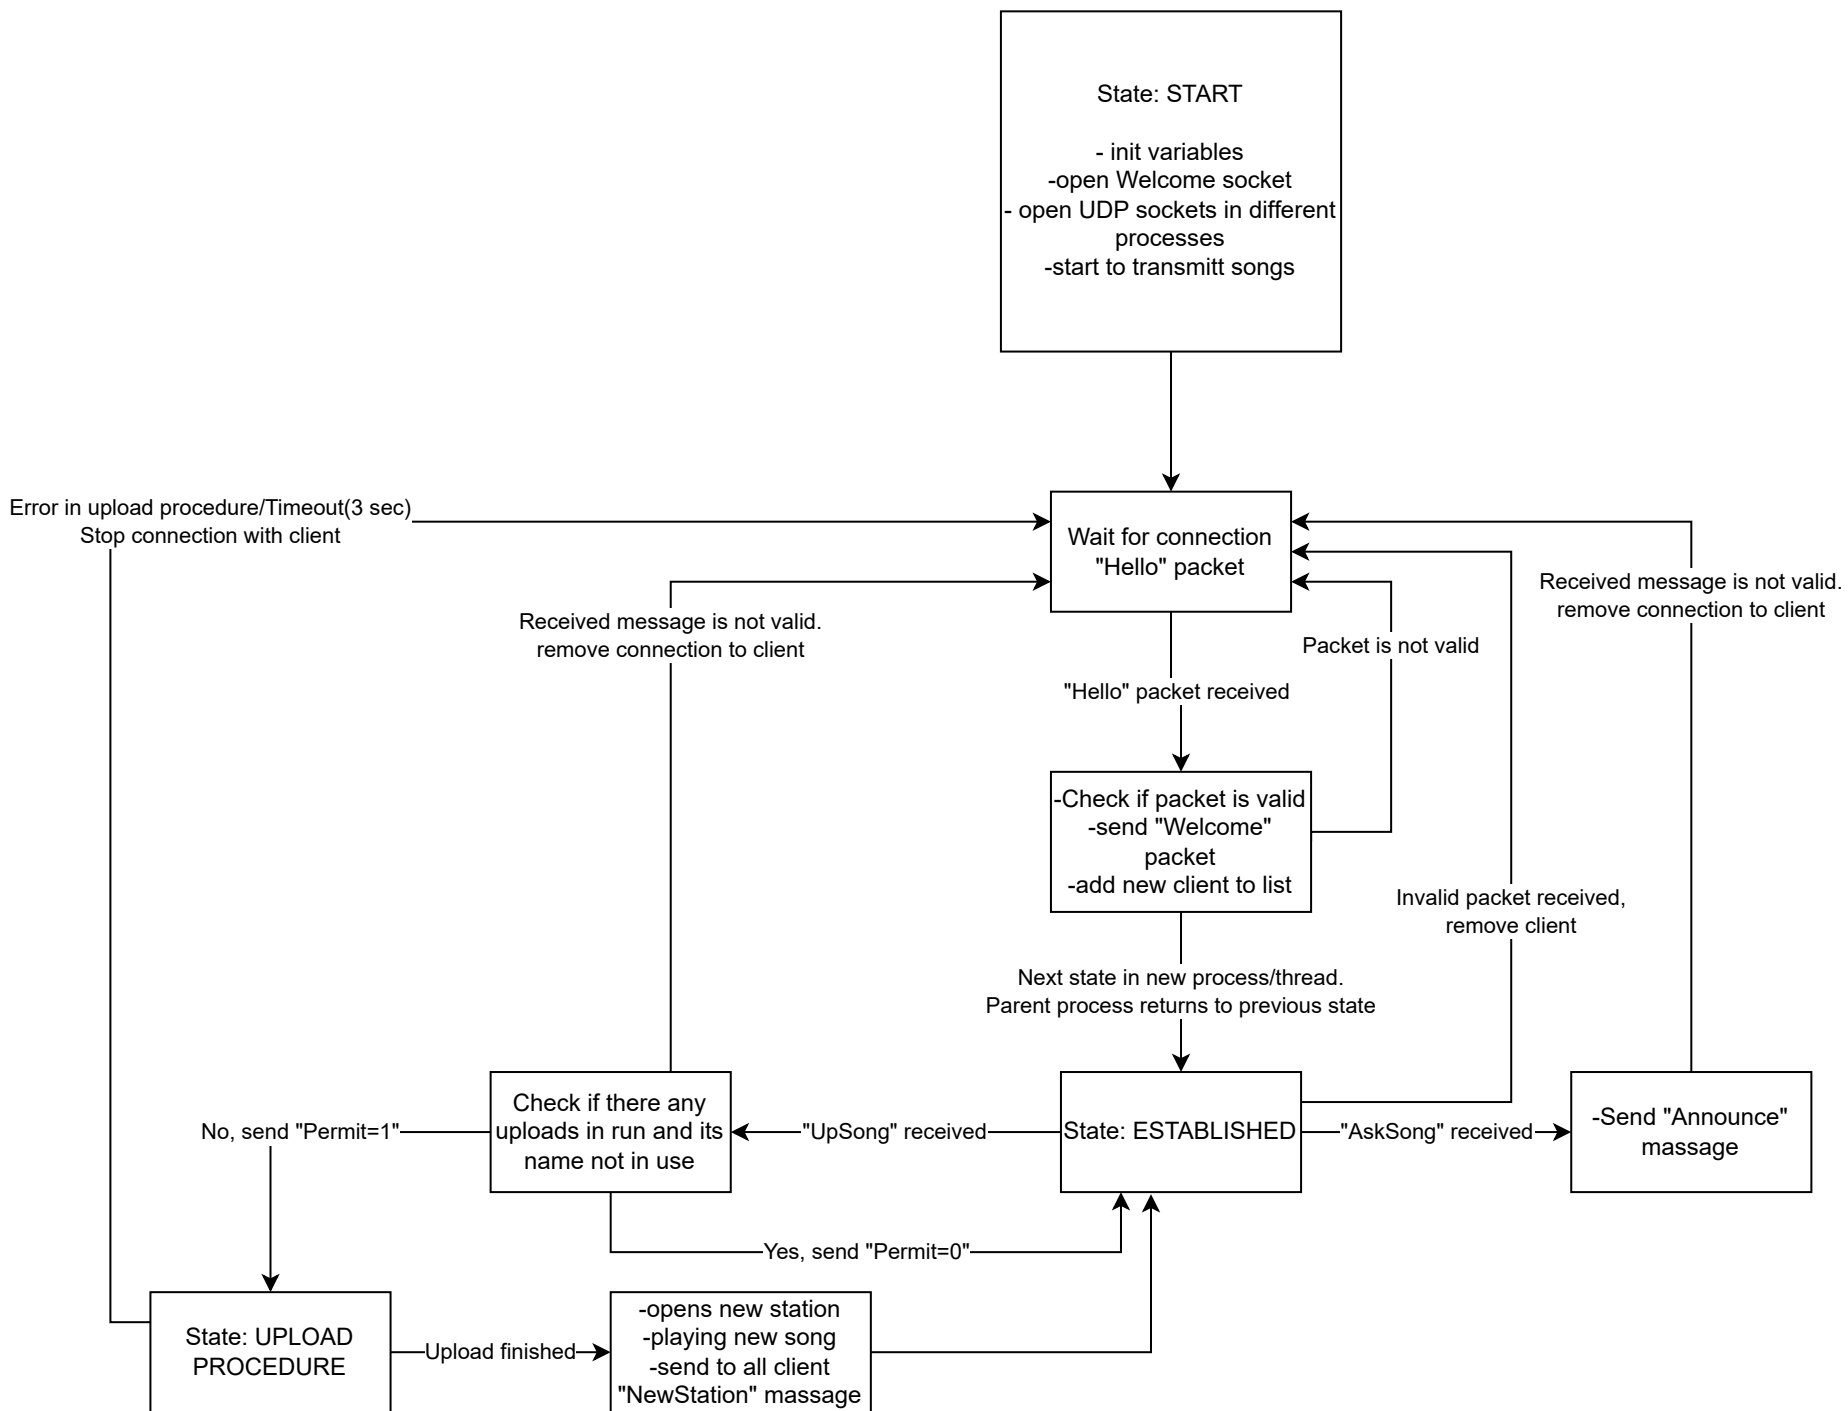 State: START
- init variables
-open Welcome socket
- open UDP sockets in different
processes
-start to transmitt songs
Error in upload procedure/Timeout(3 sec)
Stop connection with client
Wait for connection
"Hello" packet
Received message is not valid.
remove connection to client
Received message is not valid.
remove connection to client
Packet is not valid
"Hello" packet received
-Check if packet is valid
-send "Welcome"
packet
-add new client to list
Invalid packet received,
remove client
Next state in new process/thread.
Parent process returns to previous state
No, send "Permit=1"
Check if there any
uploads in run and its
name not in use
"UpSong" received
State: ESTABLISHED
"AskSong" received
-Send "Announce"
massage
Yes, send "Permit=0"
State: UPLOAD
PROCEDURE
Upload finished
-opens new station
-playing new song
-send to all client
"NewStation" massage